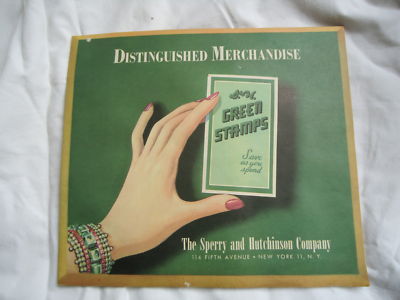 DISTINGUISHED MERCHANDISE
S&H
GREEN
STAMPS
Save
as you
spend
The Sperry and Hutchinson Company
114 FIFTH AVENUE • NEW YORK 11, N. Y.